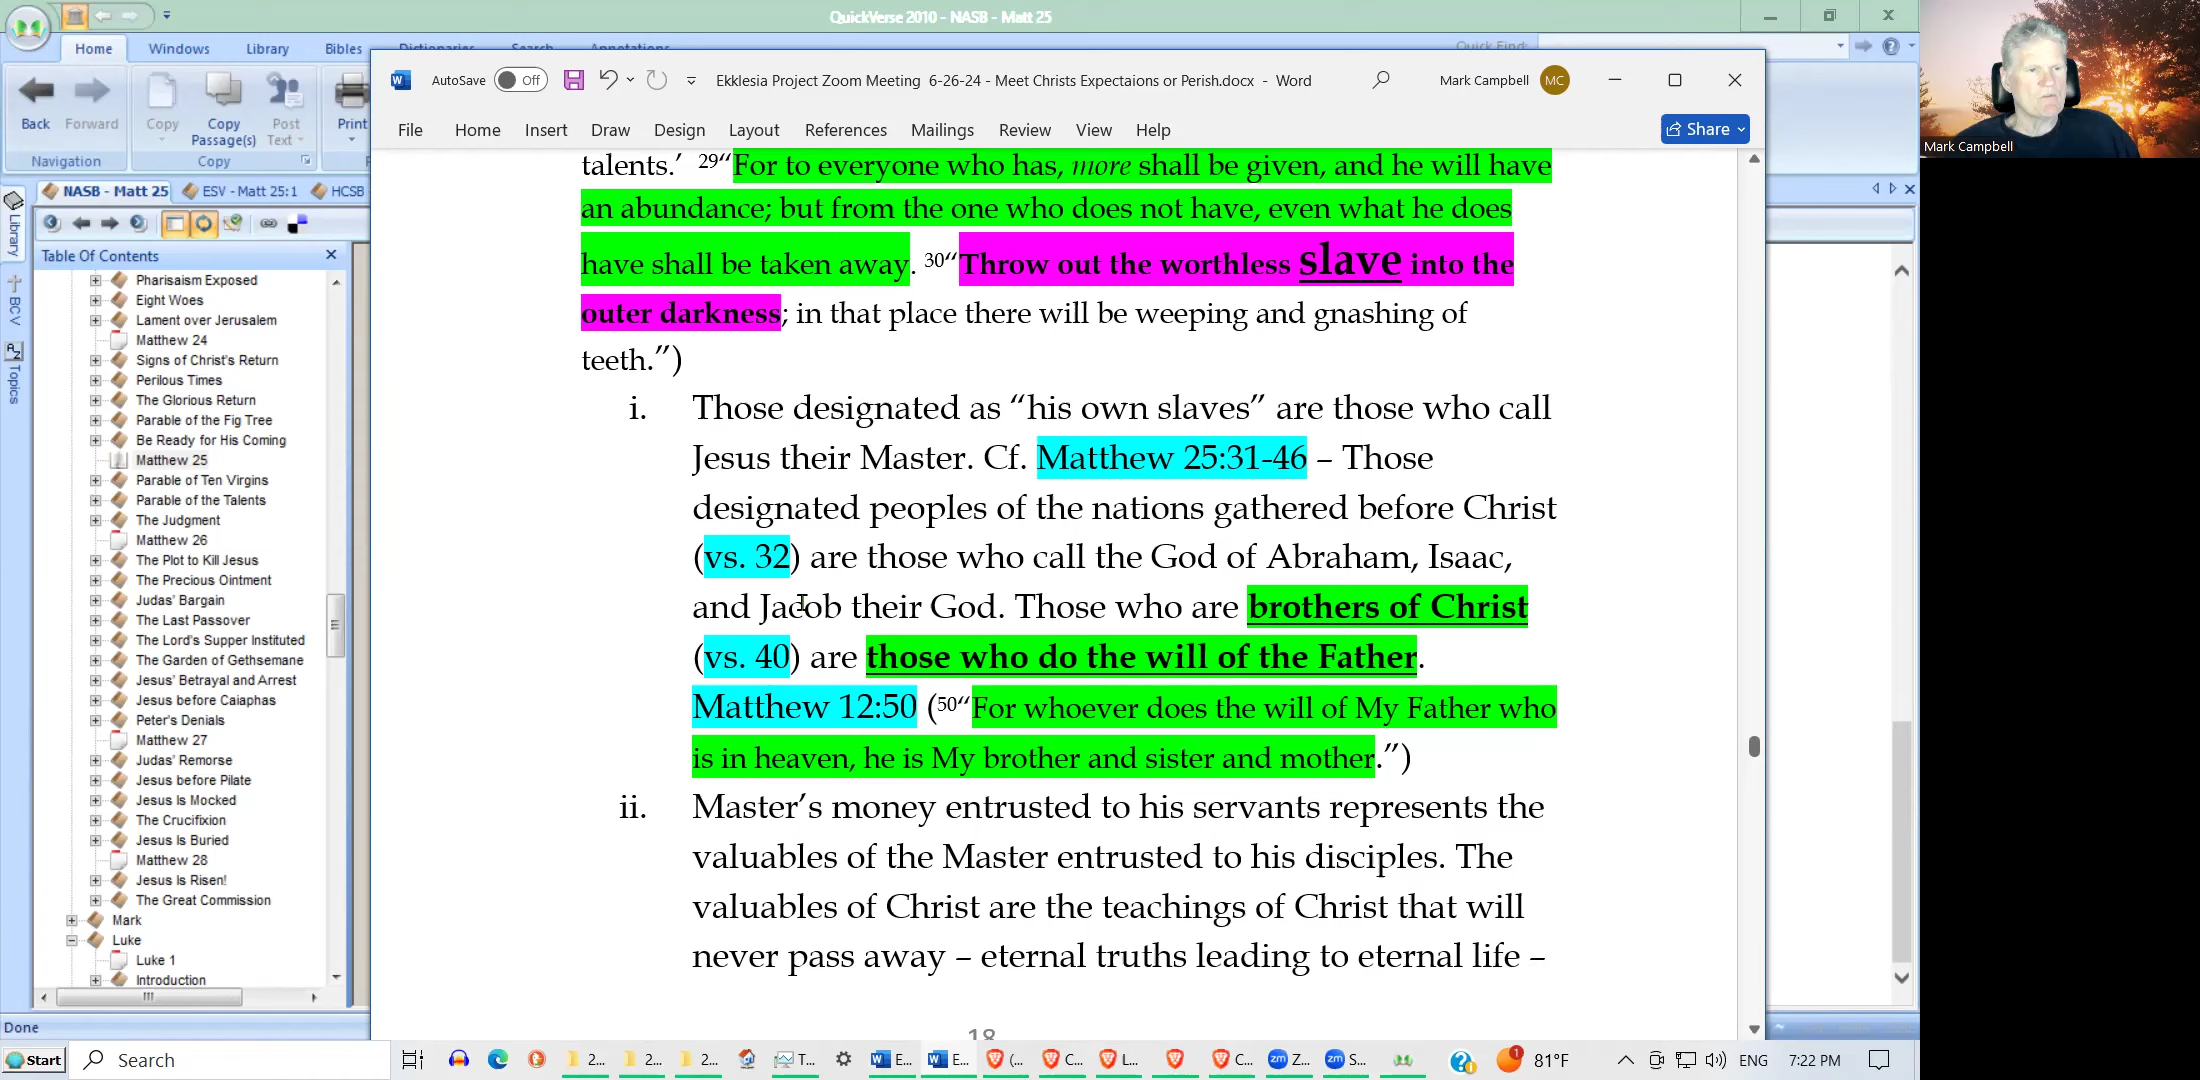 QuickVerse 2010 - NASB - Matt 25
Home Windows Library Bibles Dictionaries Search Annotations Quick Find:
Back Forward Copy Copy Passage(s) Post Text Print
Navigation Copy
NASB - Matt 25 ESV - Matt 25:1 HCSB
Library
BCV
Topics
Table Of Contents
Pharisaism Exposed
Eight Woes
Lament over Jerusalem
Matthew 24
Signs of Christ's Return
Perilous Times
The Glorious Return
Parable of the Fig Tree
Be Ready for His Coming
Matthew 25
Parable of Ten Virgins
Parable of the Talents
The Judgment
Matthew 26
The Plot to Kill Jesus
The Precious Ointment
Judas' Bargain
The Last Passover
The Lord's Supper Instituted
The Garden of Gethsemane
Jesus' Betrayal and Arrest
Jesus before Caiaphas
Peter's Denials
Matthew 27
Judas' Remorse
Jesus before Pilate
Jesus Is Mocked
The Crucifixion
Jesus Is Buried
Matthew 28
Jesus Is Risen!
The Great Commission
Mark
Luke
Luke 1
Introduction
Done
AutoSave Off Ekklesia Project Zoom Meeting 6-26-24 - Meet Christs Expectaions or Perish.docx - Word Mark Campbell MC
File Home Insert Draw Design Layout References Mailings Review View Help Share
talents.’ 29“For to everyone who has, more shall be given, and he will have
an abundance; but from the one who does not have, even what he does
have shall be taken away. 30“Throw out the worthless slave into the
outer darkness; in that place there will be weeping and gnashing of
teeth.”)
i. Those designated as “his own slaves” are those who call
Jesus their Master. Cf. Matthew 25:31-46 – Those
designated peoples of the nations gathered before Christ
(vs. 32) are those who call the God of Abraham, Isaac,
and Jacob their God. Those who are brothers of Christ
(vs. 40) are those who do the will of the Father.
Matthew 12:50 (50“For whoever does the will of My Father who
is in heaven, he is My brother and sister and mother.”)
ii. Master’s money entrusted to his servants represents the
valuables of the Master entrusted to his disciples. The
valuables of Christ are the teachings of Christ that will
never pass away – eternal truths leading to eternal life –
18
Mark Campbell
Start Search 2... 2... 2... T... E... E... (... C... L... C... zm Z... zm S... 1 81°F ENG 7:22 PM